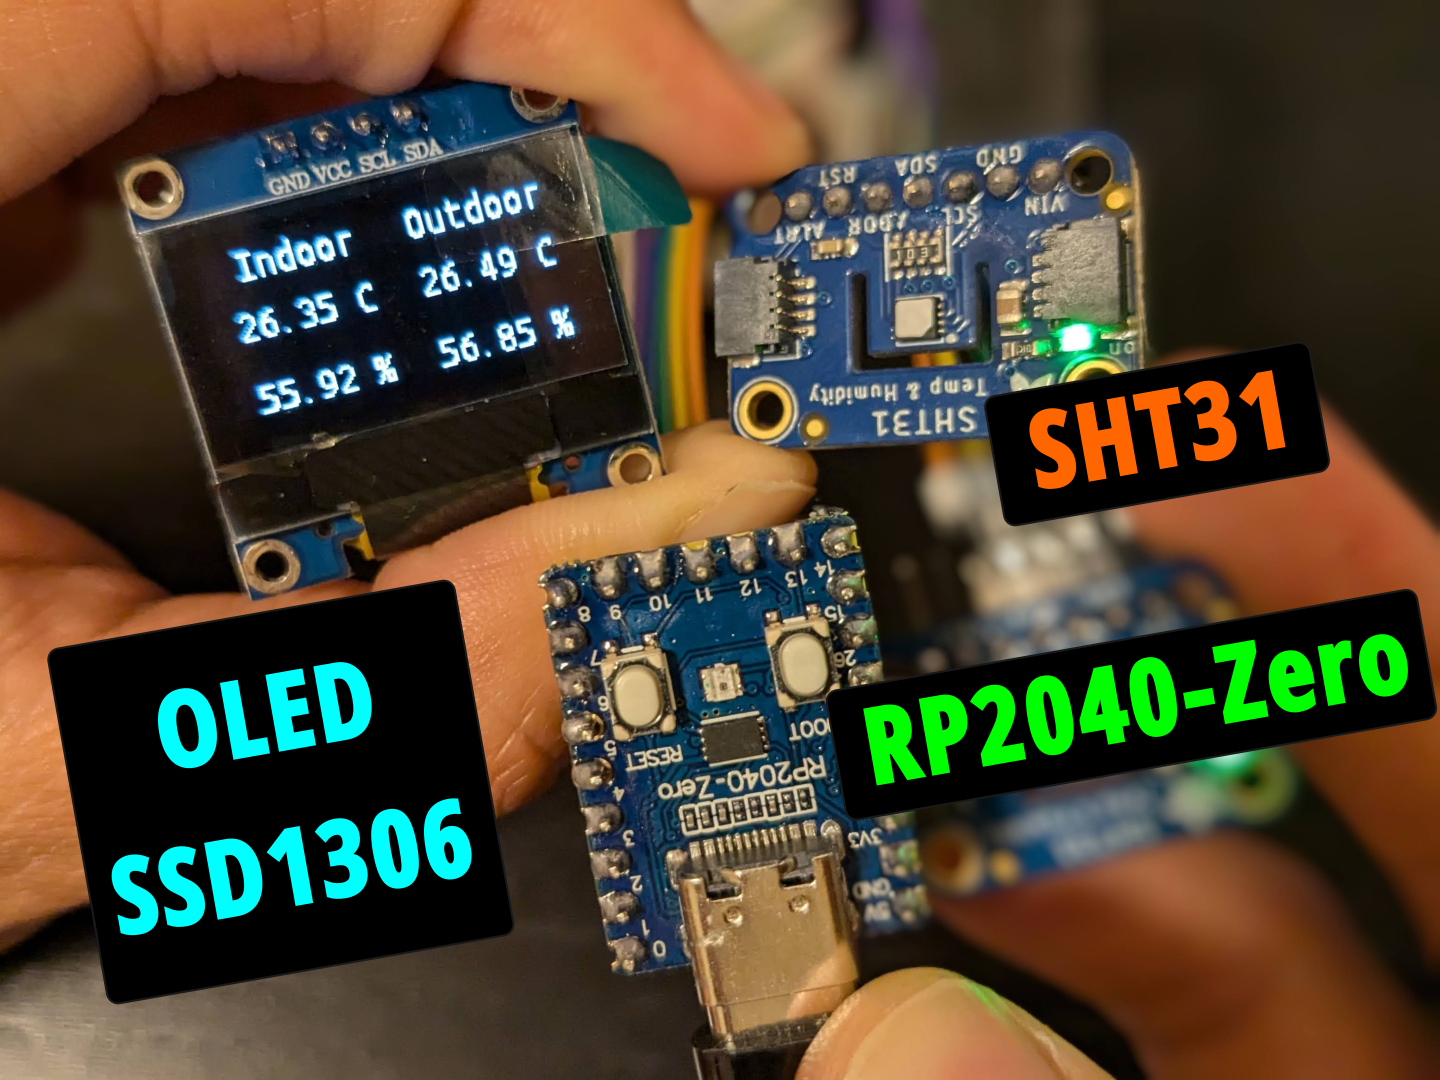 GND VCC SCL SDA
Indoor Outdoor
26.35 C 26.49 C
55.92 % 56.85 %
RST SDA GND
ALRT ADDR SCL VIN
on
Temp & Humidity
SHT31
SHT31
OLED
SSD1306
RP2040-Zero
8 9 10 11 12 13 14
7 15
6 26
5
RESET
4
RP2040-Zero
3 3V3
2 GND
1 5V
0